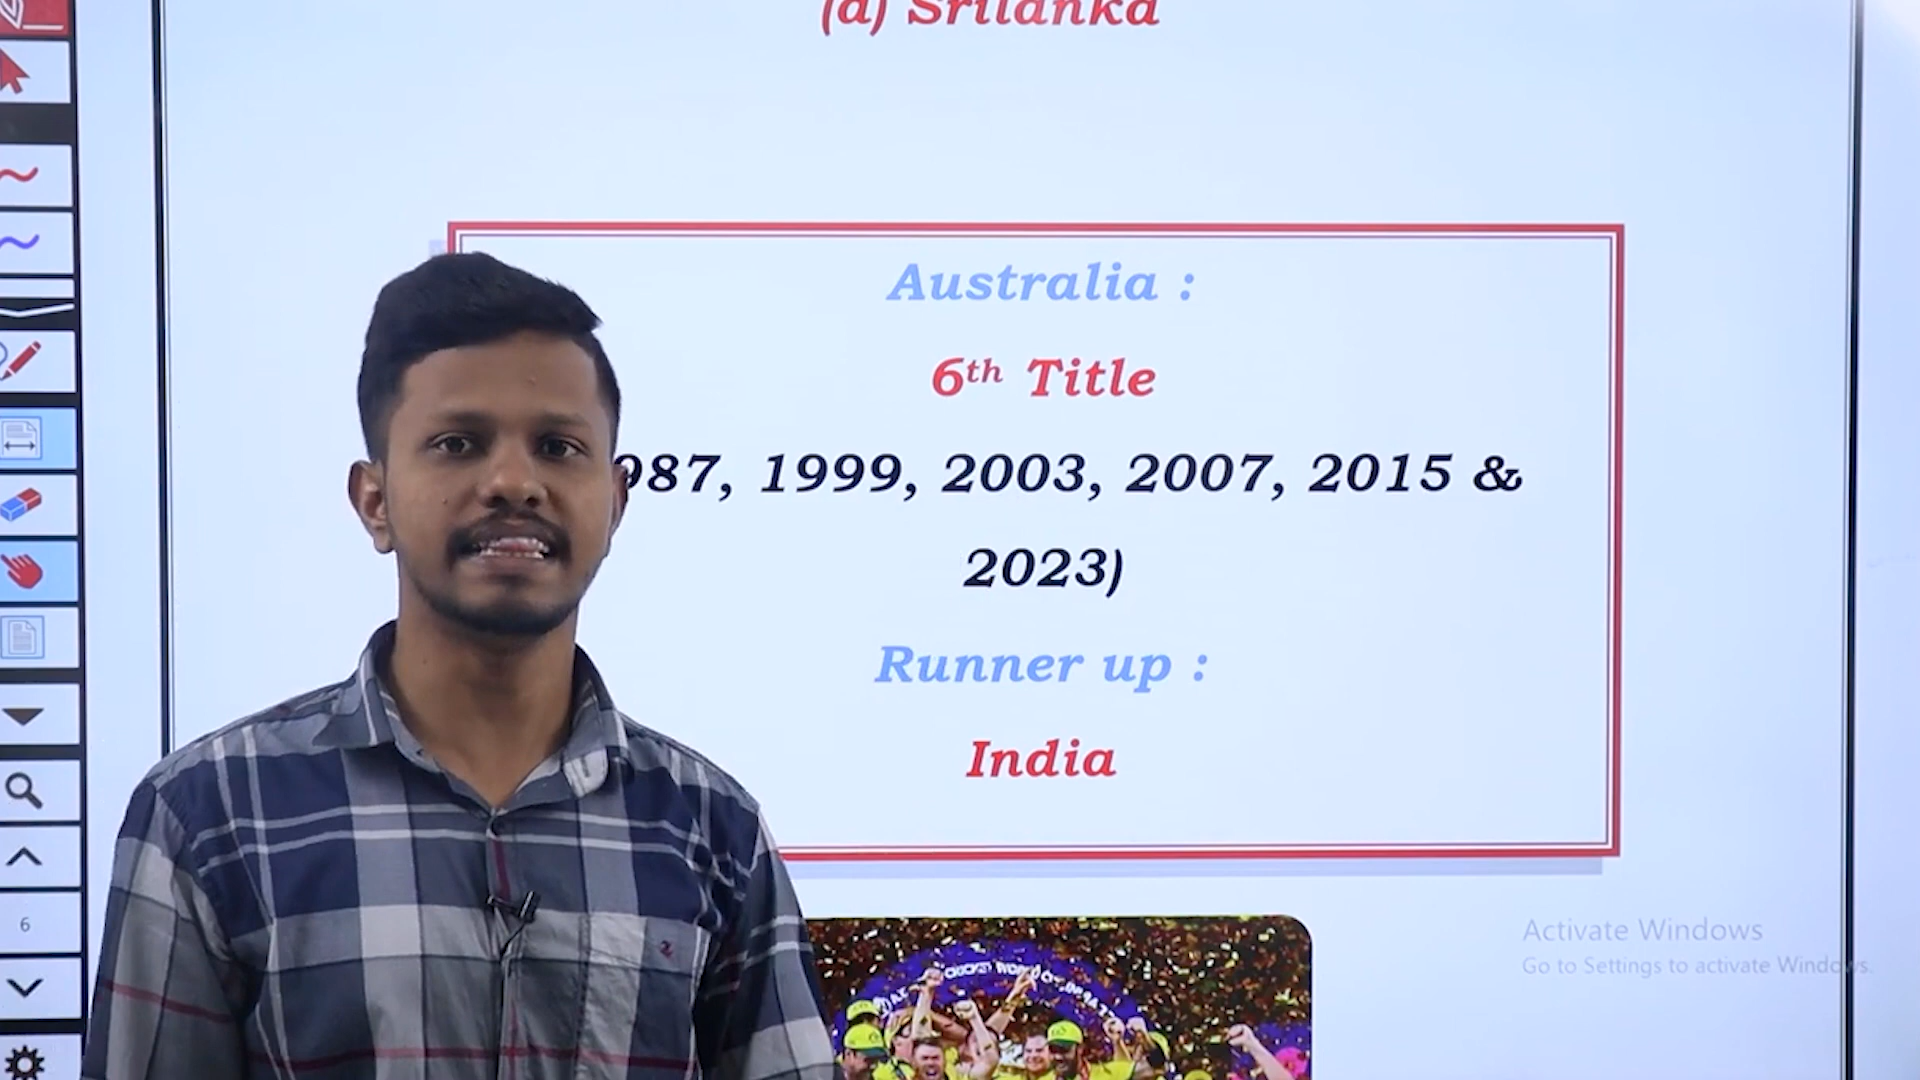 Srilanka
Australia :
6th Title
1999, 2003, 2007, 2015 &
2023)
Runner up :
India
6
Activate Windows
Go to Settings to activate Windows.